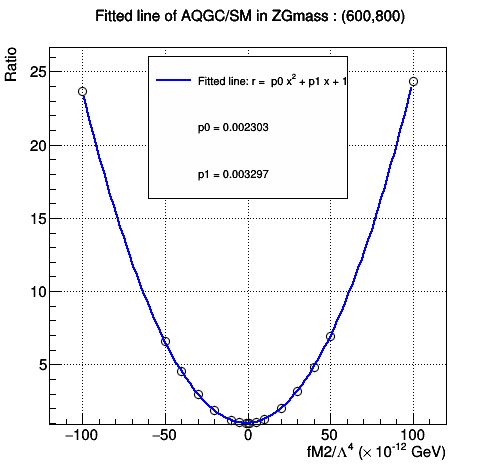 Fitted line of AQGC/SM in ZGmass : (600,800)
Ratio
Fitted line: r = p0 x² + p1 x + 1
p0 = 0.002303
p1 = 0.003297
25
20
15
10
5
−100 −50 0 50 100
fM2/Λ⁴ (× 10⁻¹² GeV)